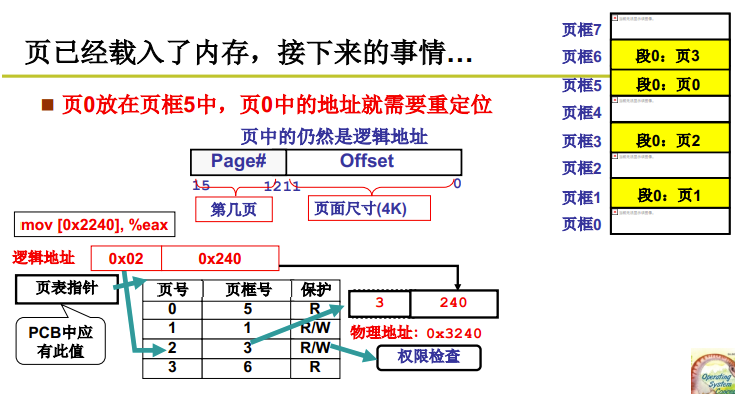 页已经载入了内存，接下来的事情…
■ 页0放在页框5中，页0中的地址就需要重定位
页中的仍然是逻辑地址
Page# Offset
15 12 11 0
第几页 页面尺寸(4K)
mov [0x2240], %eax
逻辑地址 0x02 0x240
页表指针
PCB中应
有此值
页号 页框号 保护
0 5 R
1 1 R/W
2 3 R/W
3 6 R
3 240
物理地址：0x3240
权限检查
页框7
页框6 段0：页3
页框5 段0：页0
页框4
页框3 段0：页2
页框2
页框1 段0：页1
页框0
Operating
System